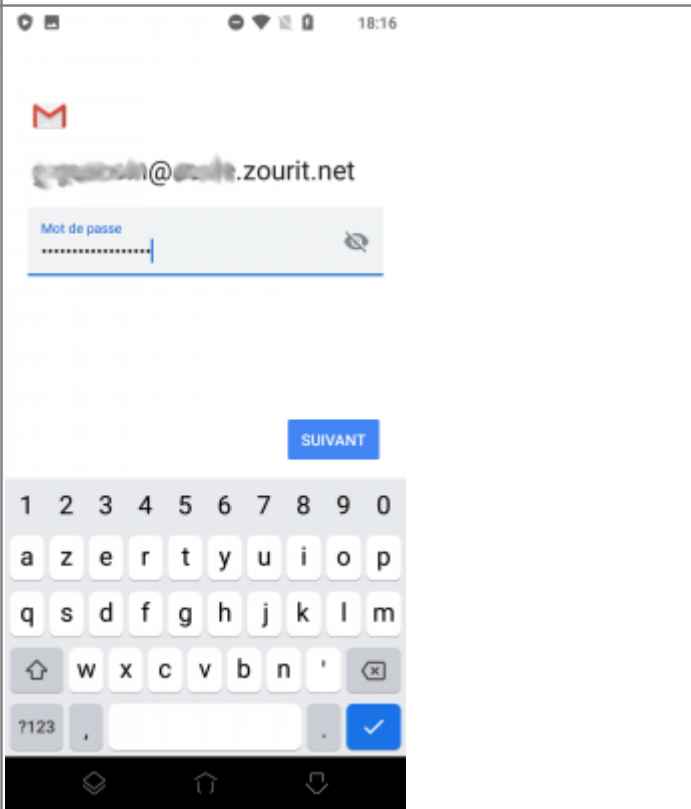 18:16
@
.zourit.net
Mot de passe
••••••••••••••••••
SUIVANT
1 2 3 4 5 6 7 8 9 0
a z e r t y u i o p
q s d f g h j k l m
w x c v b n '
?123 , .